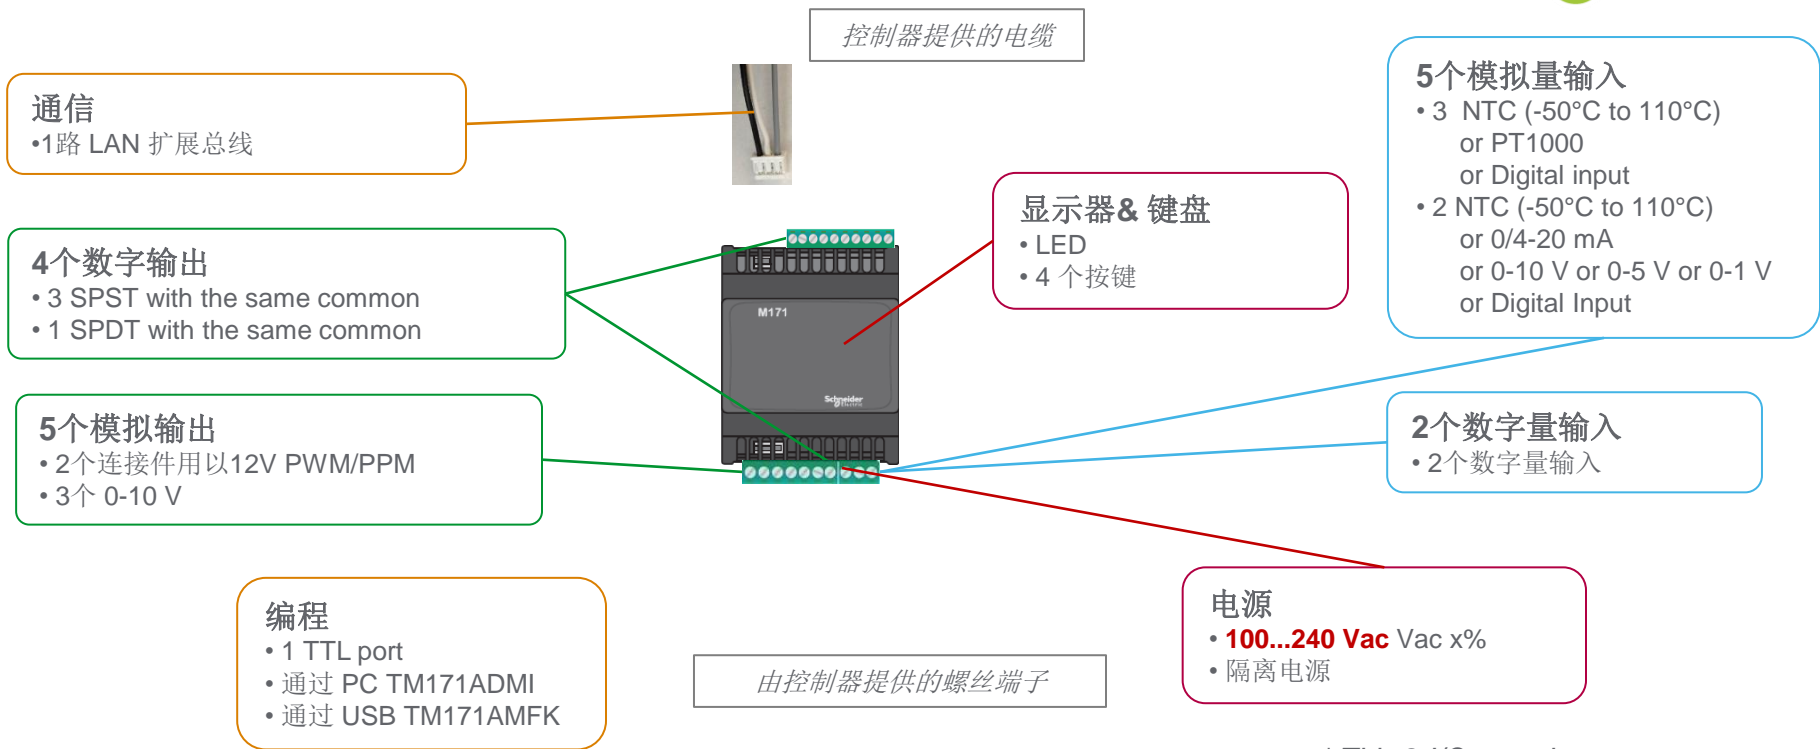 控制器提供的电缆
通信
•1路 LAN 扩展总线
4个数字输出
• 3 SPST with the same common
• 1 SPDT with the same common
5个模拟输出
• 2个连接件用以12V PWM/PPM
• 3个 0-10 V
编程
• 1 TTL port
• 通过 PC TM171ADMI
• 通过 USB TM171AMFK
M171
Schneider
Electric
显示器& 键盘
• LED
• 4 个按键
由控制器提供的螺丝端子
5个模拟量输入
• 3 NTC (-50°C to 110°C)
or PT1000
or Digital input
• 2 NTC (-50°C to 110°C)
or 0/4-20 mA
or 0-10 V or 0-5 V or 0-1 V
or Digital Input
2个数字量输入
• 2个数字量输入
电源
• 100...240 Vac Vac x%
• 隔离电源